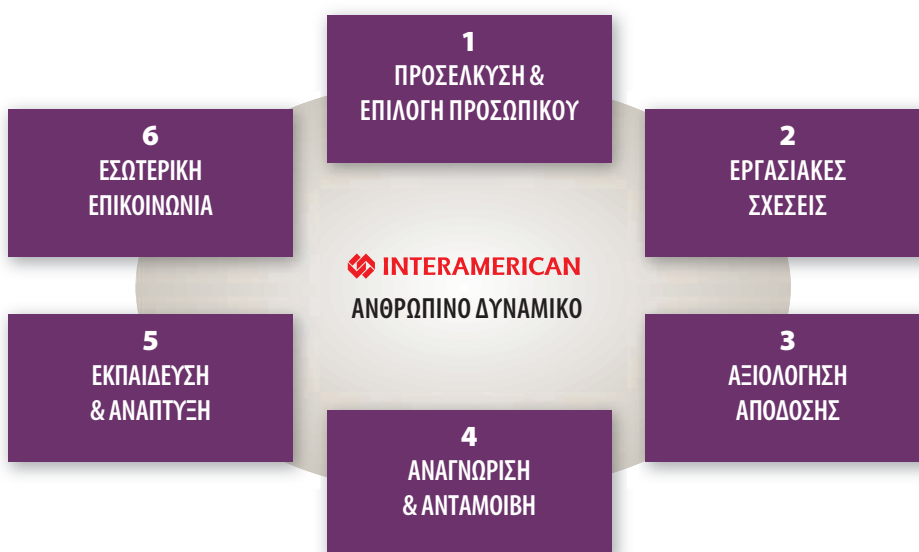 1
ΠΡΟΣΕΛΚΥΣΗ &
ΕΠΙΛΟΓΗ ΠΡΟΣΩΠΙΚΟΥ
2
ΕΡΓΑΣΙΑΚΕΣ
ΣΧΕΣΕΙΣ
3
ΑΞΙΟΛΟΓΗΣΗ
ΑΠΟΔΟΣΗΣ
4
ΑΝΑΓΝΩΡΙΣΗ
& ΑΝΤΑΜΟΙΒΗ
5
ΕΚΠΑΙΔΕΥΣΗ
& ΑΝΑΠΤΥΞΗ
6
ΕΣΩΤΕΡΙΚΗ
ΕΠΙΚΟΙΝΩΝΙΑ
INTERAMERICAN
ΑΝΘΡΩΠΙΝΟ ΔΥΝΑΜΙΚΟ